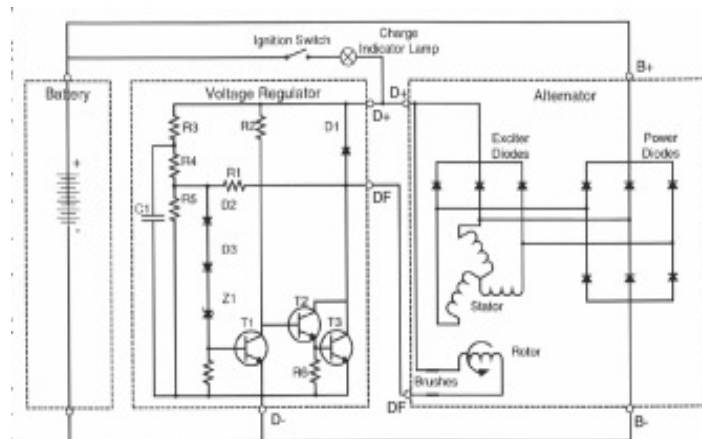 Ignition Switch
Charge
Indicator Lamp
B+
Battery
Voltage Regulator
D+
D+
Alternator
R3
R2
D1
Exciter
Diodes
Power
Diodes
R4
R1
DF
R5
C1
D2
D3
Z1
T1
T2
T3
R6
Stator
Rotor
Brushes
DF
D-
B-
+
-